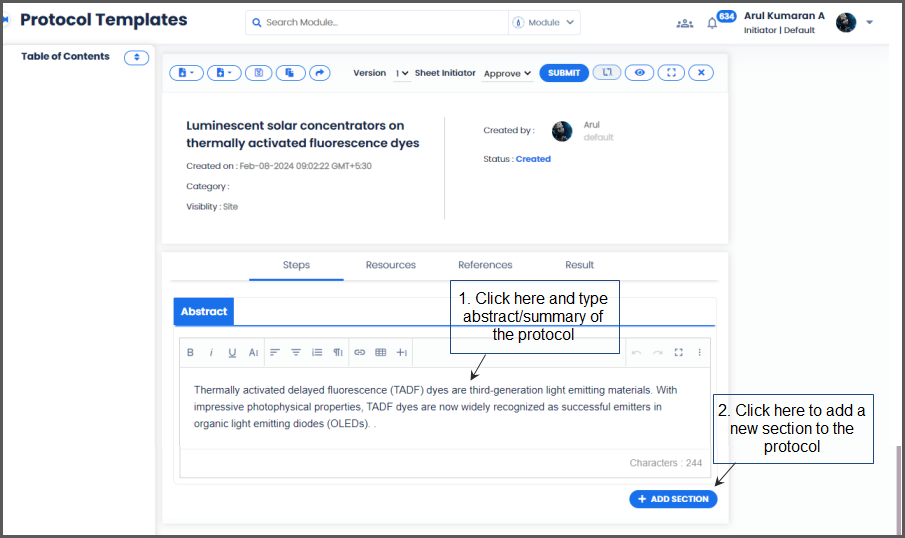 Protocol Templates
Search Module..
Module
634
Arul Kumaran A
Initiator | Default
Table of Contents
Version 1 Sheet Initiator Approve SUBMIT
Luminescent solar concentrators on
thermally activated fluorescence dyes
Created on : Feb-08-2024 09:02:22 GMT+5:30
Category :
Visiblity : Site
Created by :
Arul
default
Status : Created
Steps Resources References Result
1. Click here and type
abstract/summary of
the protocol
Abstract
B i U AI
Thermally activated delayed fluorescence (TADF) dyes are third-generation light emitting materials. With
impressive photophysical properties, TADF dyes are now widely recognized as successful emitters in
organic light emitting diodes (OLEDs). .
Characters : 244
2. Click here to add a
new section to the
protocol
+ ADD SECTION